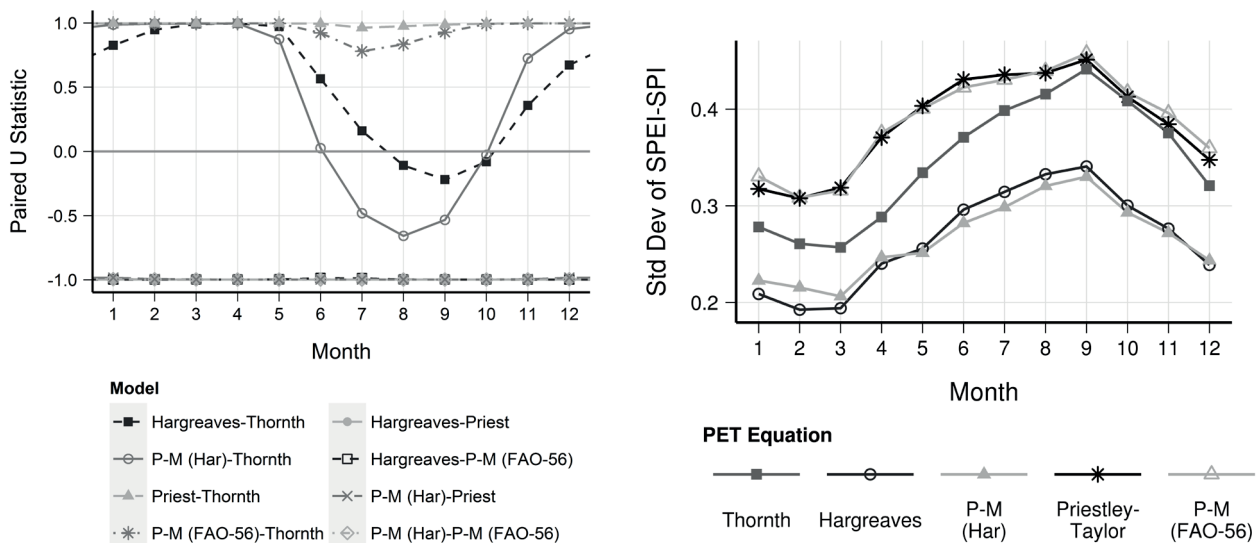 Paired U Statistic
1.0
0.5
0.0
-0.5
-1.0
1 2 3 4 5 6 7 8 9 10 11 12
Month
Model
Hargreaves-Thornth
Hargreaves-Priest
P-M (Har)-Thornth
Hargreaves-P-M (FAO-56)
Priest-Thornth
P-M (Har)-Priest
P-M (FAO-56)-Thornth
P-M (Har)-P-M (FAO-56)
Std Dev of SPEI-SPI
0.4
0.3
0.2
1 2 3 4 5 6 7 8 9 10 11 12
Month
PET Equation
Thornth
Hargreaves
P-M
(Har)
Priestley-
Taylor
P-M
(FAO-56)